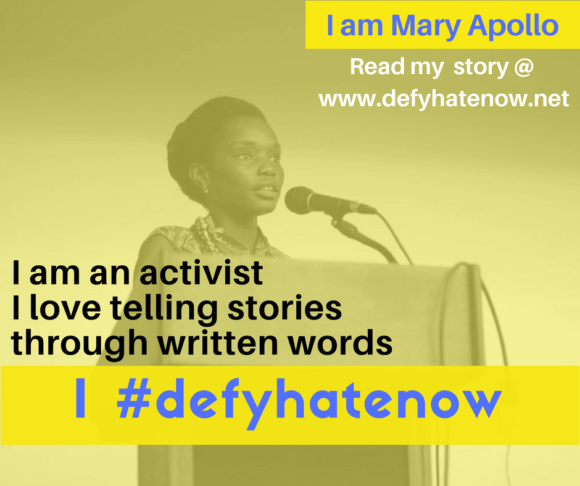 I am Mary Apollo
Read my story @
www.defyhatenow.net
I am an activist
I love telling stories
through written words
I #defyhatenow